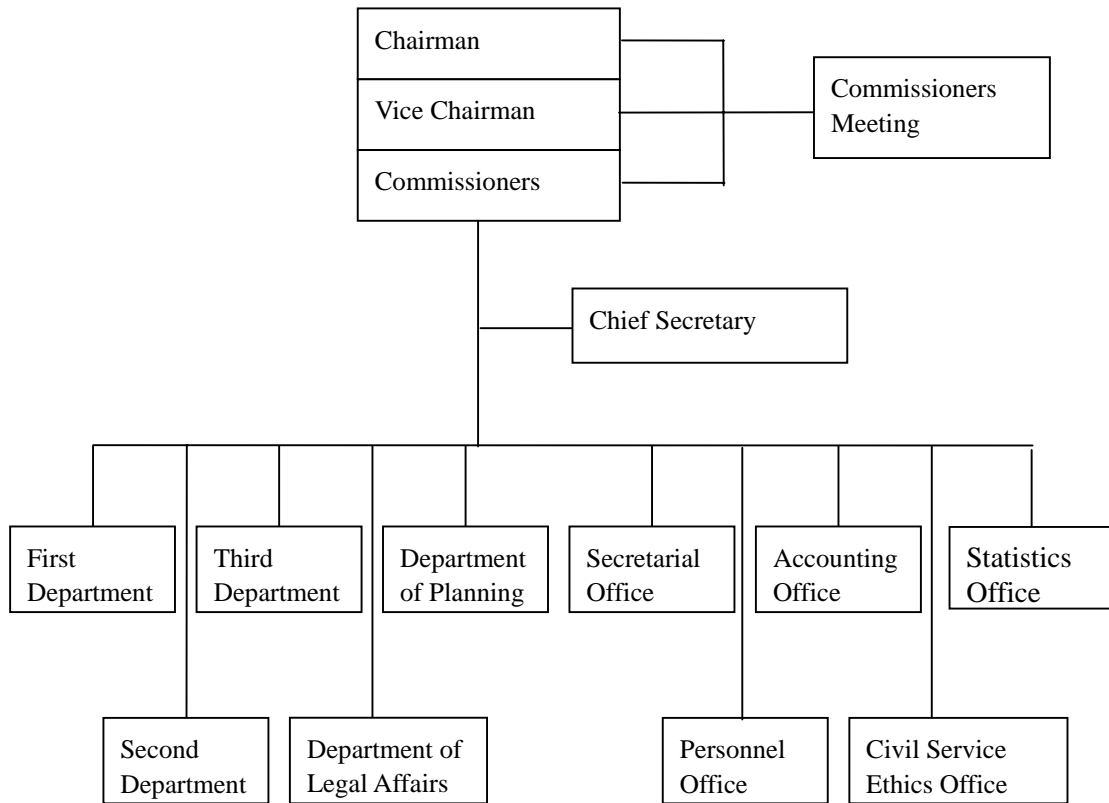 Chairman
Vice Chairman
Commissioners
Commissioners
Meeting
Chief Secretary
First
Department
Third
Department
Department
of Planning
Secretarial
Office
Accounting
Office
Statistics
Office
Second
Department
Department of
Legal Affairs
Personnel
Office
Civil Service
Ethics Office